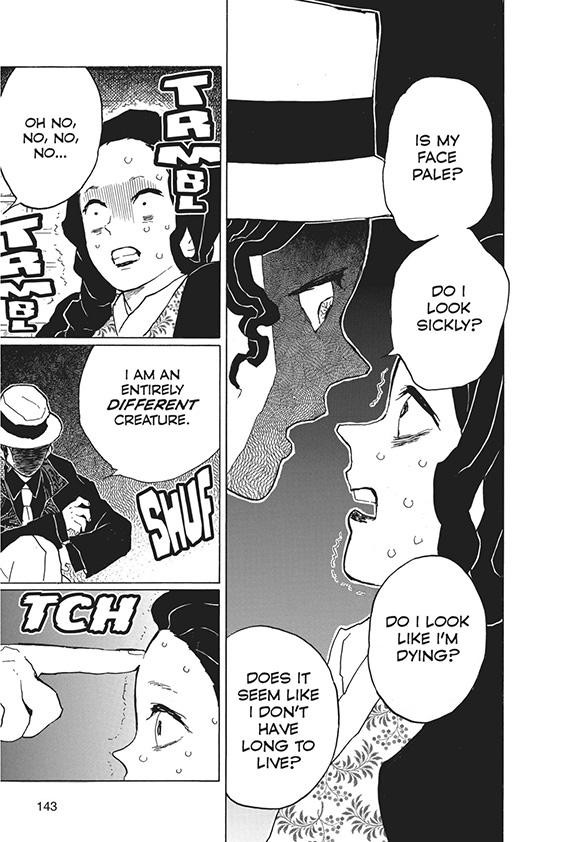 IS MY
FACE
PALE?
DO I
LOOK
SICKLY?
DO I LOOK
LIKE I'M
DYING?
DOES IT
SEEM LIKE
I DON'T
HAVE
LONG TO
LIVE?
TRMBL
OH NO,
NO, NO,
NO...
TRMBL
I AM AN
ENTIRELY
DIFFERENT
CREATURE.
SHUF
TCH
143